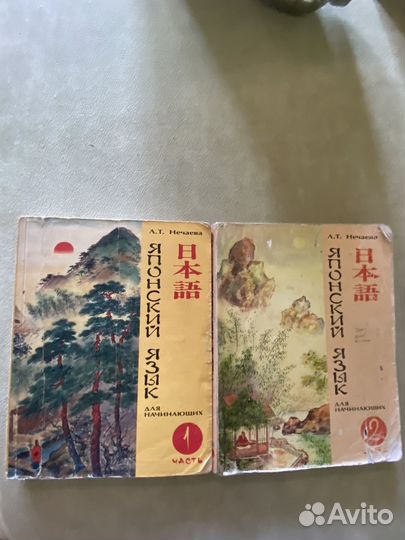 Л.Т. Нечаева
ЯПОНСКИЙ ЯЗЫК
ДЛЯ НАЧИНАЮЩИХ
日本語
1
ЧАСТЬ
Л.Т. Нечаева
ЯПОНСКИЙ ЯЗЫК
ДЛЯ НАЧИНАЮЩИХ
日本語
2
Avito